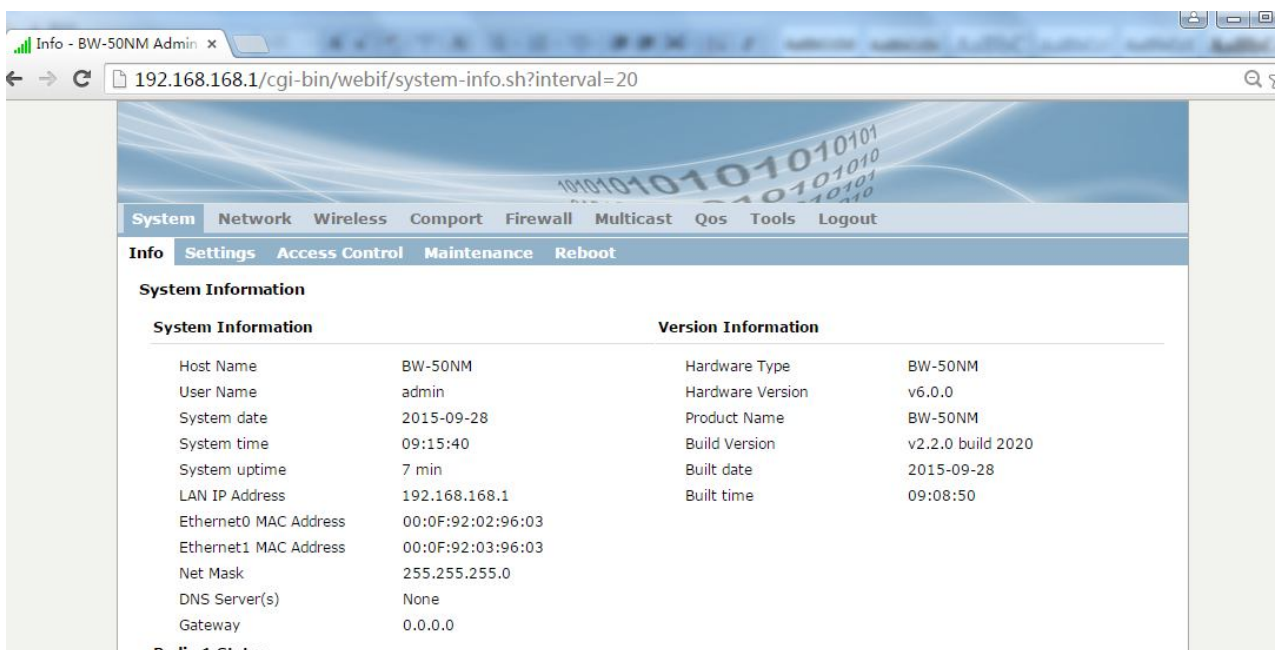 Info - BW-50NM Admin
192.168.168.1/cgi-bin/webif/system-info.sh?interval=20
System Network Wireless Comport Firewall Multicast Qos Tools Logout
Info Settings Access Control Maintenance Reboot
System Information
System Information Version Information
Host Name BW-50NM Hardware Type BW-50NM
User Name admin Hardware Version v6.0.0
System date 2015-09-28 Product Name BW-50NM
System time 09:15:40 Build Version v2.2.0 build 2020
System uptime 7 min Built date 2015-09-28
LAN IP Address 192.168.168.1 Built time 09:08:50
Ethernet0 MAC Address 00:0F:92:02:96:03
Ethernet1 MAC Address 00:0F:92:03:96:03
Net Mask 255.255.255.0
DNS Server(s) None
Gateway 0.0.0.0